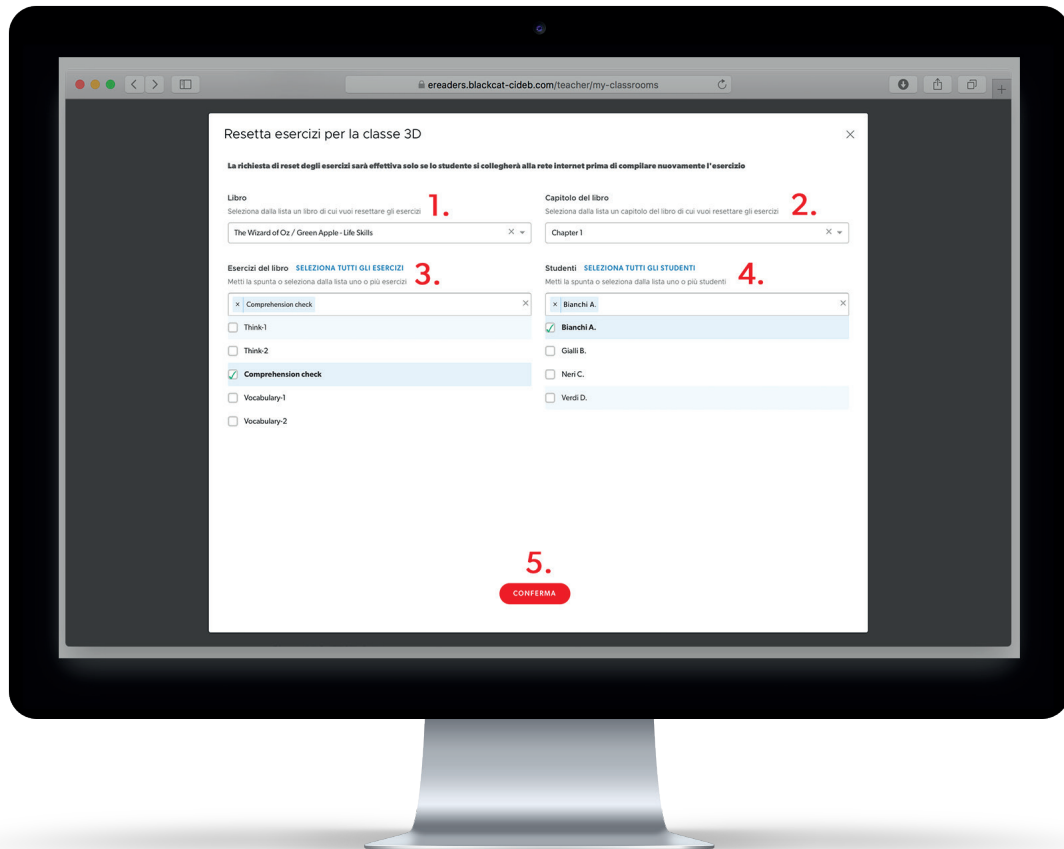 ereaders.blackcat-cideb.com/teacher/my-classrooms
Resetta esercizi per la classe 3D
La richiesta di reset degli esercizi sarà effettiva solo se lo studente si collegherà alla rete internet prima di compilare nuovamente l'esercizio
Libro
Seleziona dalla lista un libro di cui vuoi resettare gli esercizi
1.
The Wizard of Oz / Green Apple - Life Skills
Capitolo del libro
Seleziona dalla lista un capitolo del libro di cui vuoi resettare gli esercizi
2.
Chapter 1
Esercizi del libro SELEZIONA TUTTI GLI ESERCIZI
Metti la spunta o seleziona dalla lista uno o più esercizi
3.
× Comprehension check
Think-1
Think-2
Comprehension check
Vocabulary-1
Vocabulary-2
Studenti SELEZIONA TUTTI GLI STUDENTI
Metti la spunta o seleziona dalla lista uno o più studenti
4.
× Bianchi A.
Bianchi A.
Gialli B.
Neri C.
Verdi D.
5.
CONFERMA